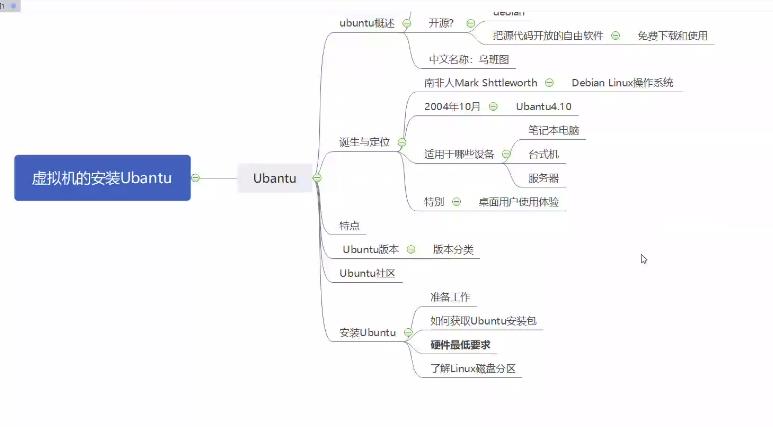 h
ubuntu概述
开源?
debian
把源代码开放的自由软件
免费下载和使用
中文名称：乌班图
诞生与定位
南非人Mark Shttleworth
Debian Linux操作系统
2004年10月
Ubantu4.10
适用于哪些设备
笔记本电脑
台式机
服务器
特别
桌面用户使用体验
虚拟机的安装Ubantu
Ubantu
特点
Ubuntu版本
版本分类
Ubuntu社区
安装Ubuntu
准备工作
如何获取Ubuntu安装包
硬件最低要求
了解Linux磁盘分区